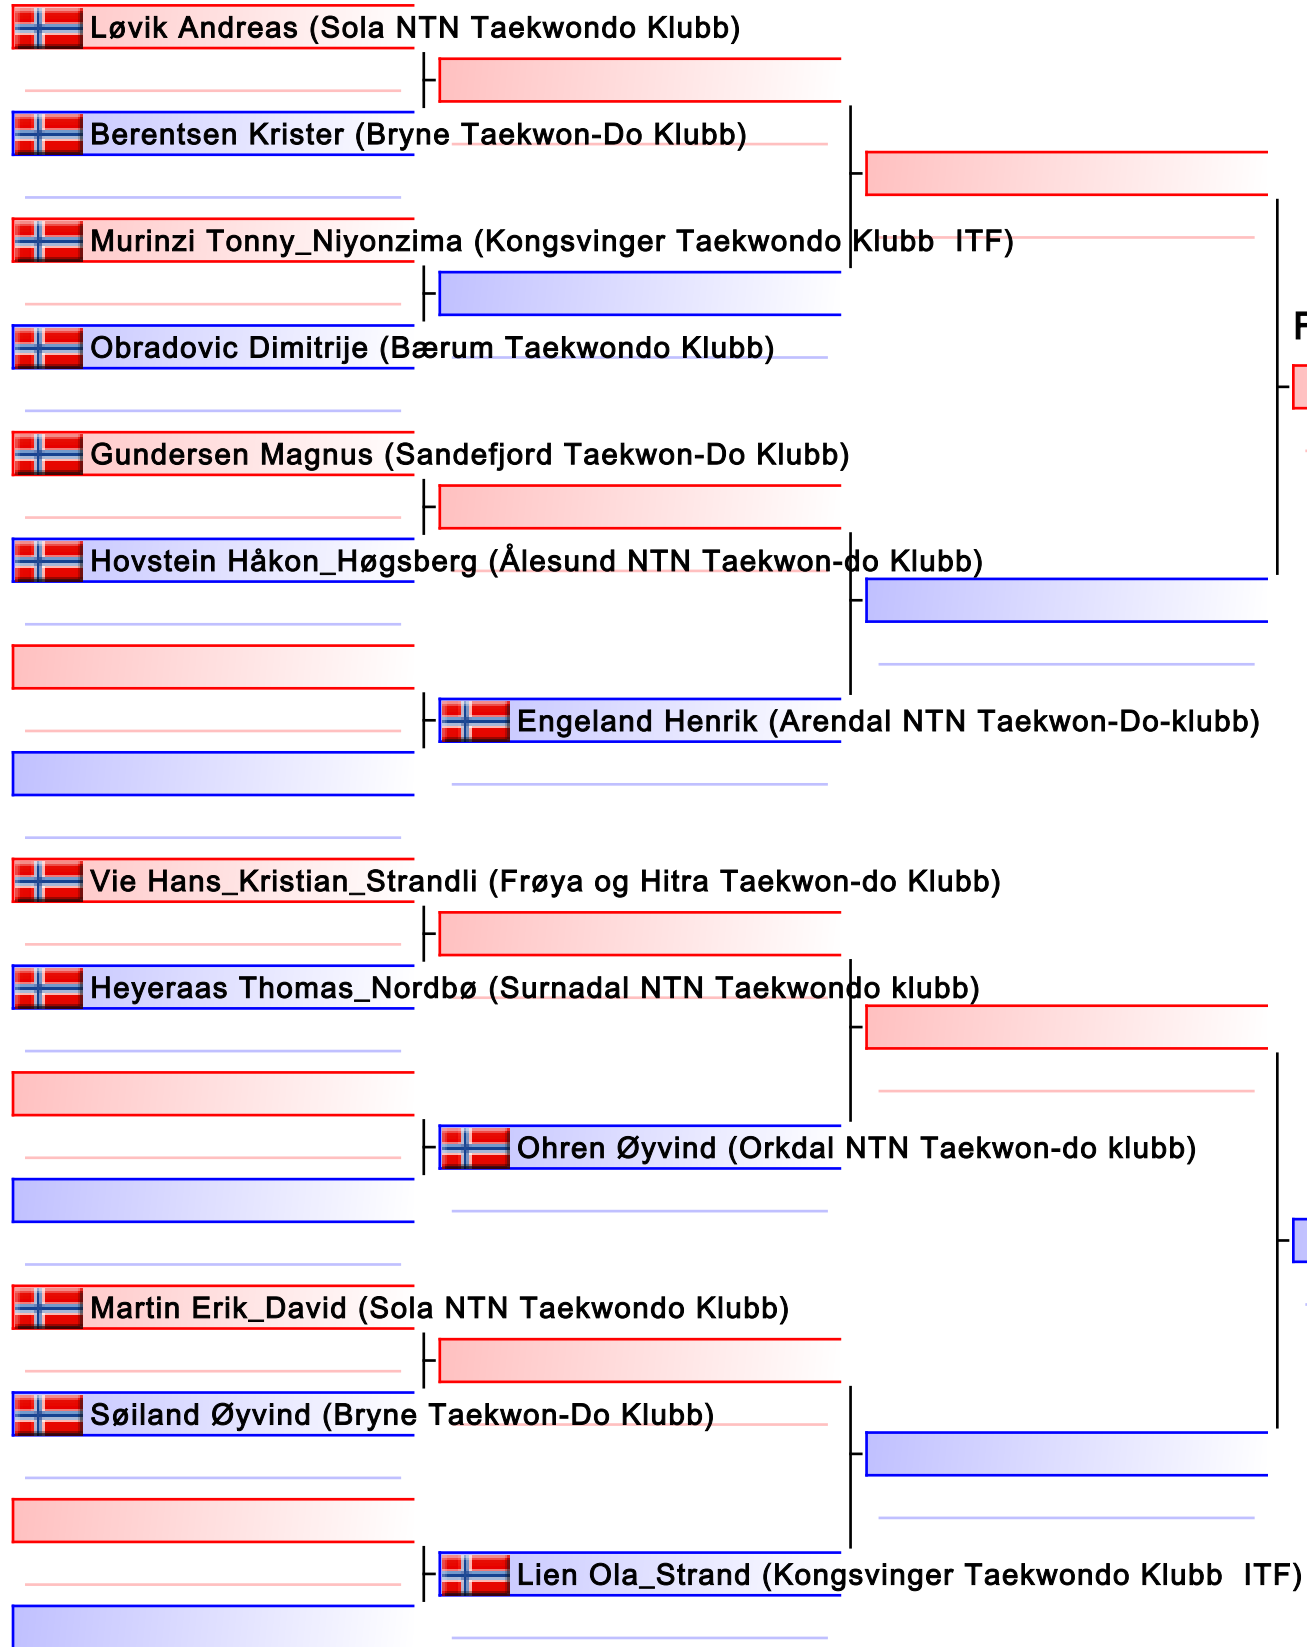 Løvik Andreas (Sola NTN Taekwondo Klubb)
Berentsen Krister (Bryne Taekwon-Do Klubb)
Murinzi Tonny_Niyonzima (Kongsvinger Taekwondo Klubb  ITF)
Obradovic Dimitrije (Bærum Taekwondo Klubb)
Gundersen Magnus (Sandefjord Taekwon-Do Klubb)
Hovstein Håkon_Høgsberg (Ålesund NTN Taekwon-do Klubb)
Engeland Henrik (Arendal NTN Taekwon-Do-klubb)
Vie Hans_Kristian_Strandli (Frøya og Hitra Taekwon-do Klubb)
Heyeraas Thomas_Nordbø (Surnadal NTN Taekwondo klubb)
Ohren Øyvind (Orkdal NTN Taekwon-do klubb)
Martin Erik_David (Sola NTN Taekwondo Klubb)
Søiland Øyvind (Bryne Taekwon-Do Klubb)
Lien Ola_Strand (Kongsvinger Taekwondo Klubb  ITF)